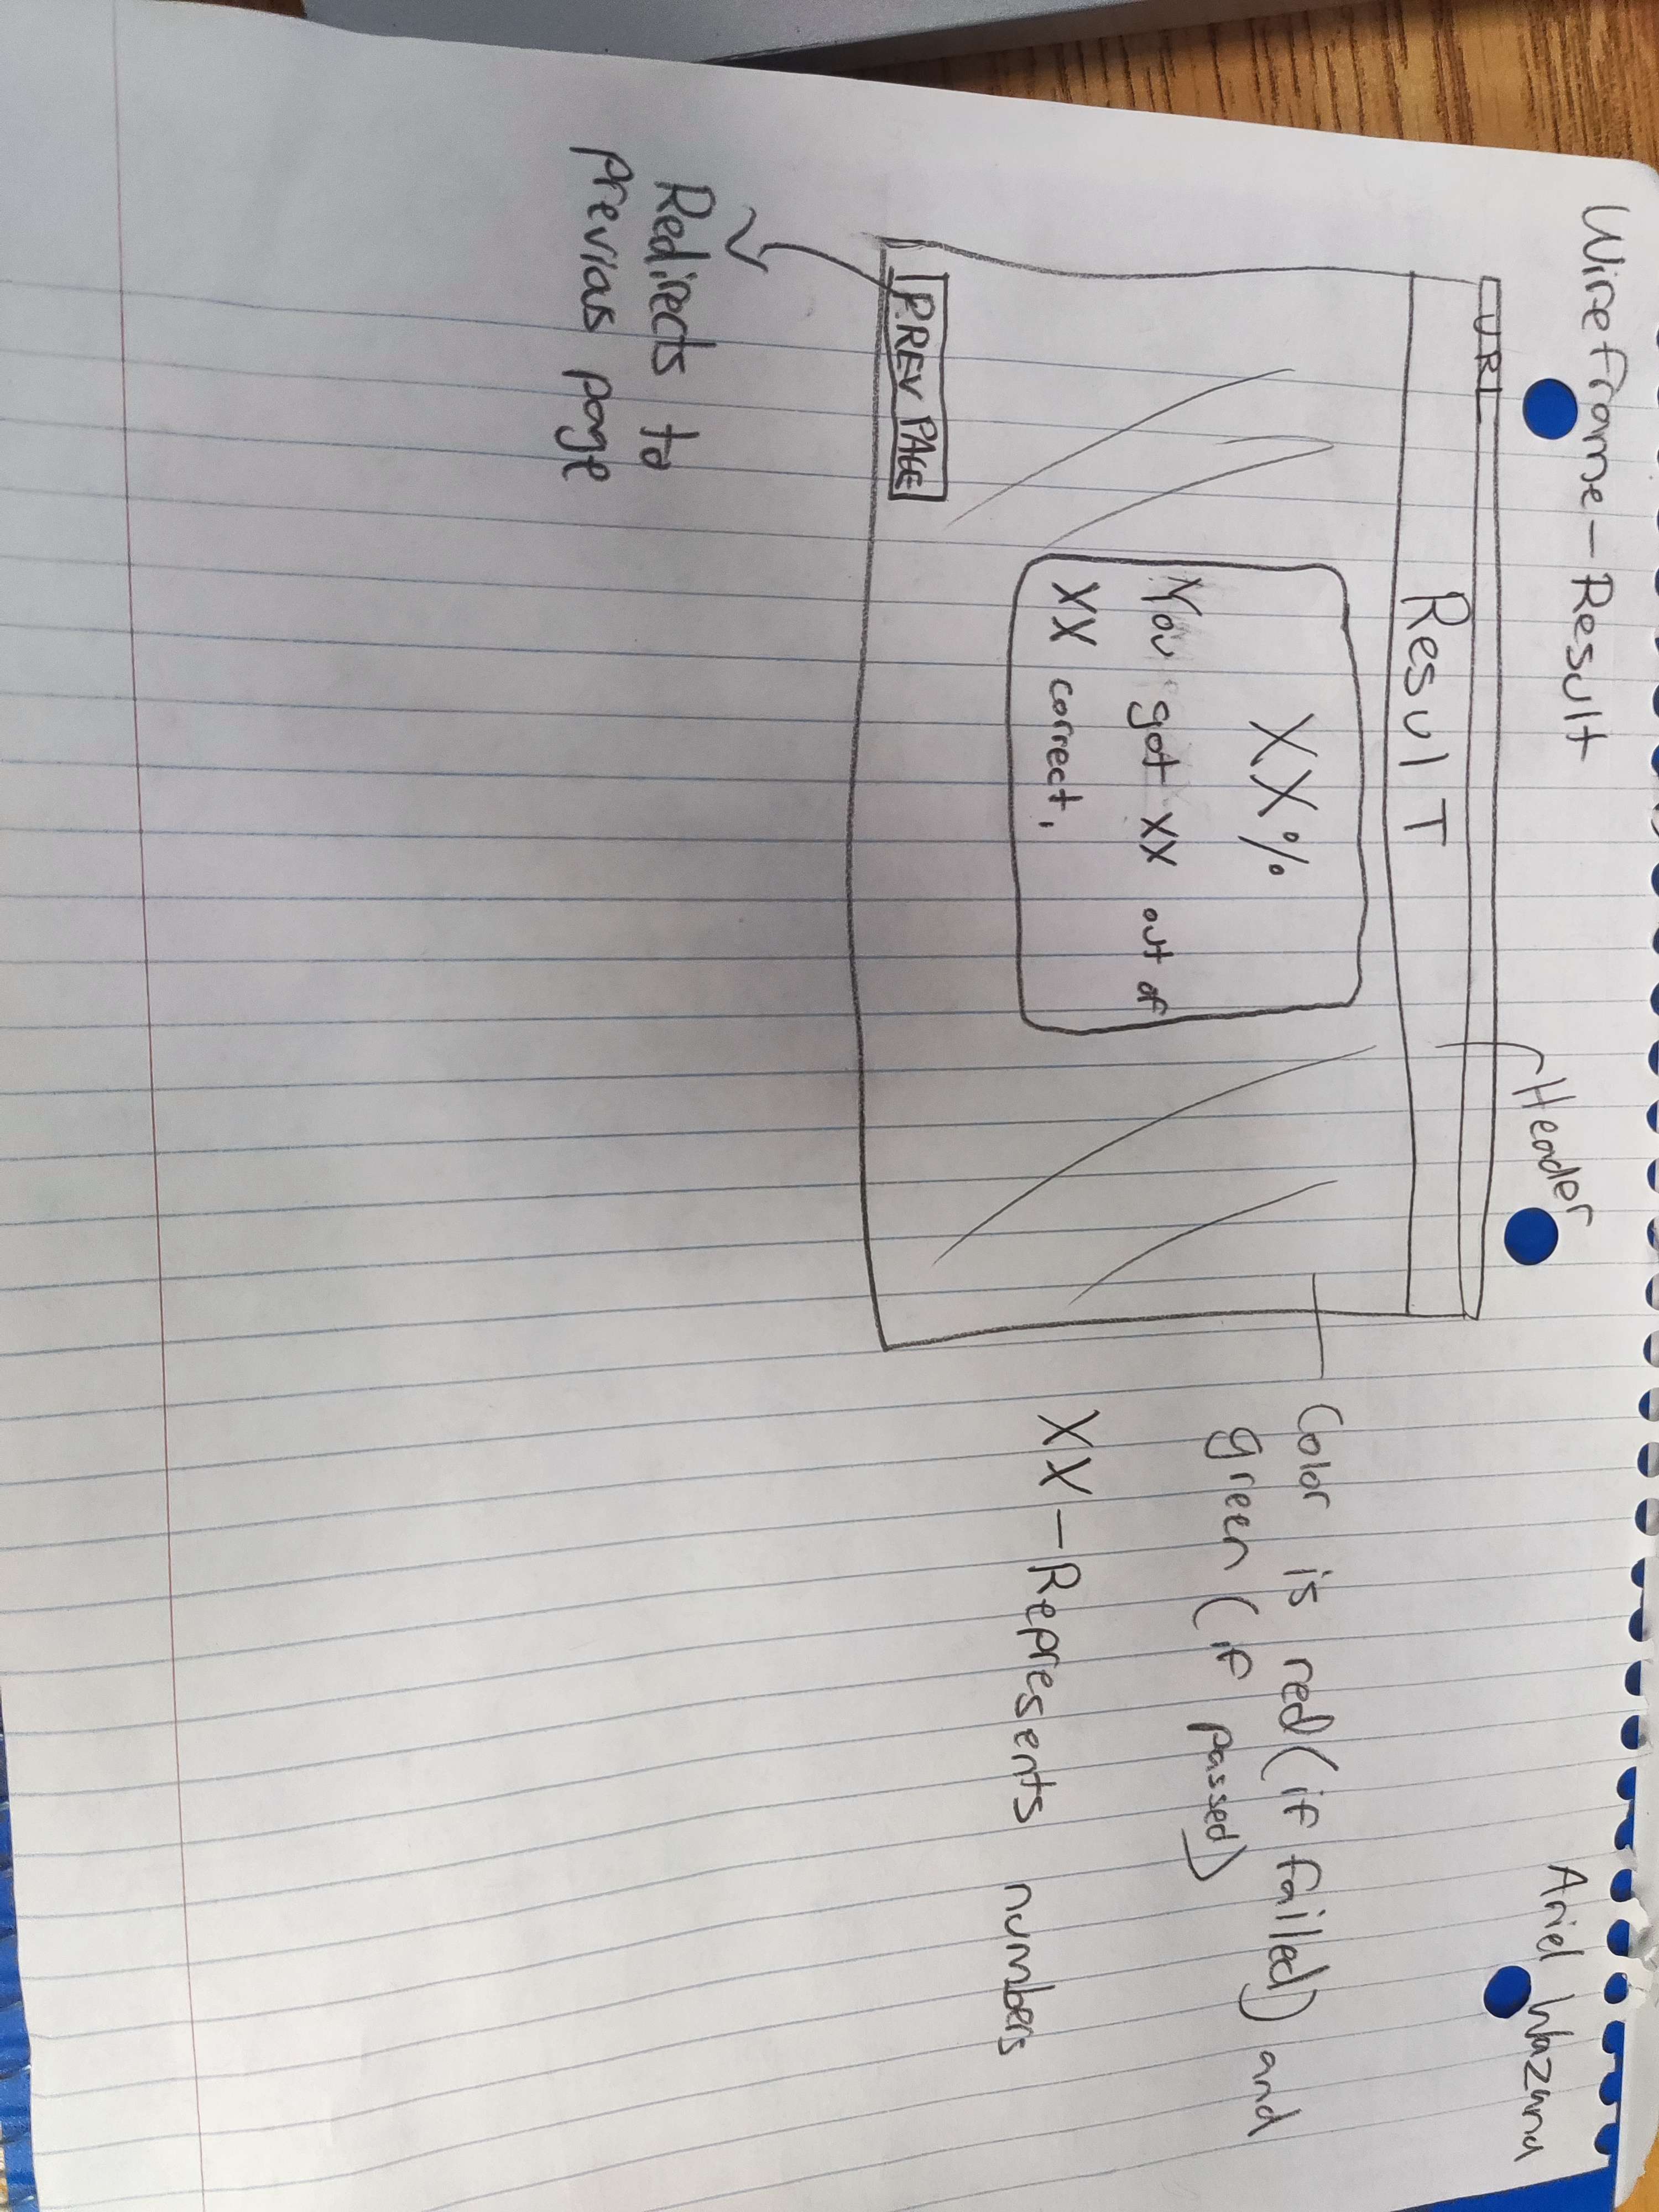 Wireframe-Result
Ariel Wazana
Header
URL
Result
XX%
You got XX out of
XX correct.
PREV PAGE
Color is red (if failed) and
green (if passed)
XX - Represents numbers
Redirects to
previous page